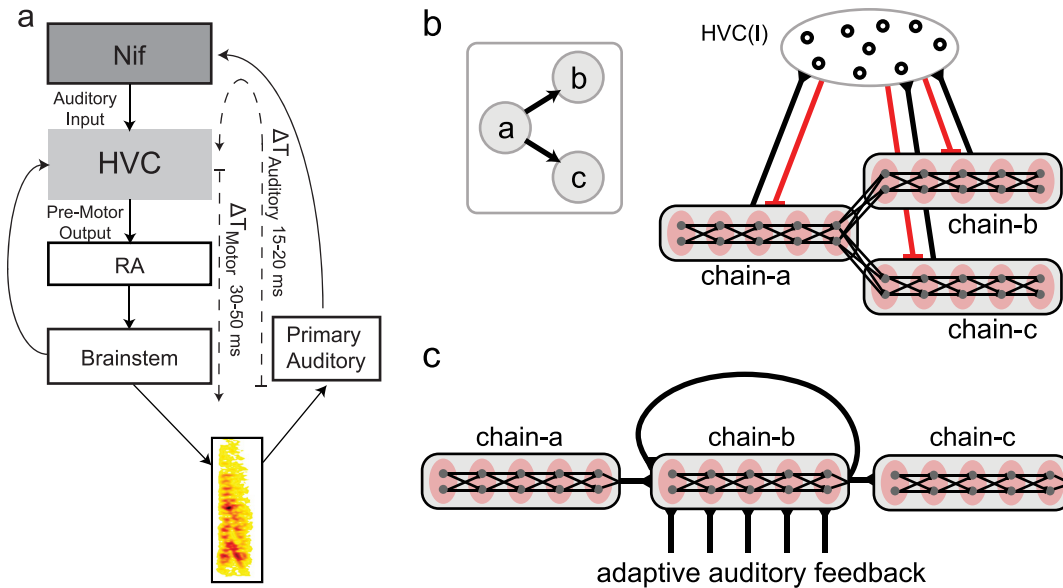 a
Nif
Auditory
Input
HVC
Pre-Motor
Output
RA
Brainstem
ΔT Auditory 15-20 ms
ΔT Motor 30-50 ms
Primary
Auditory
b
a
b
c
HVC(I)
chain-a
chain-b
chain-c
c
chain-a
chain-b
chain-c
adaptive auditory feedback